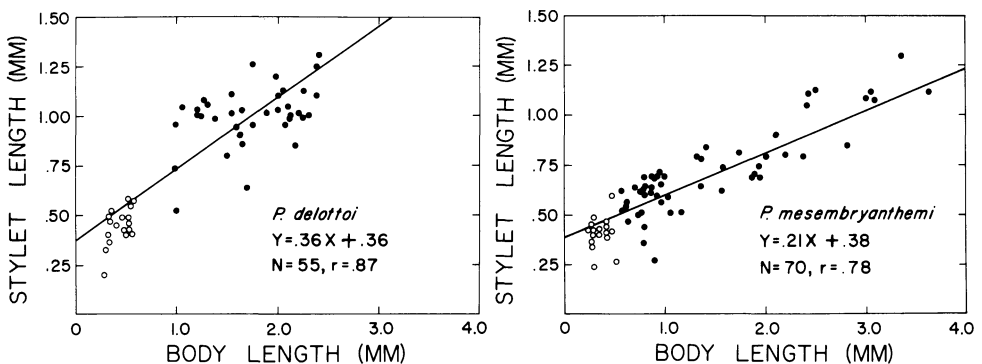 1.50
1.25
1.00
.75
.50
.25
0
1.0
2.0
3.0
4.0
STYLET LENGTH (MM)
BODY LENGTH (MM)
P. delottoi
Y=.36X+.36
N=55, r=.87
1.50
1.25
1.00
.75
.50
.25
0
1.0
2.0
3.0
4.0
STYLET LENGTH (MM)
BODY LENGTH (MM)
P. mesembryanthemi
Y=.21X+.38
N=70, r=.78